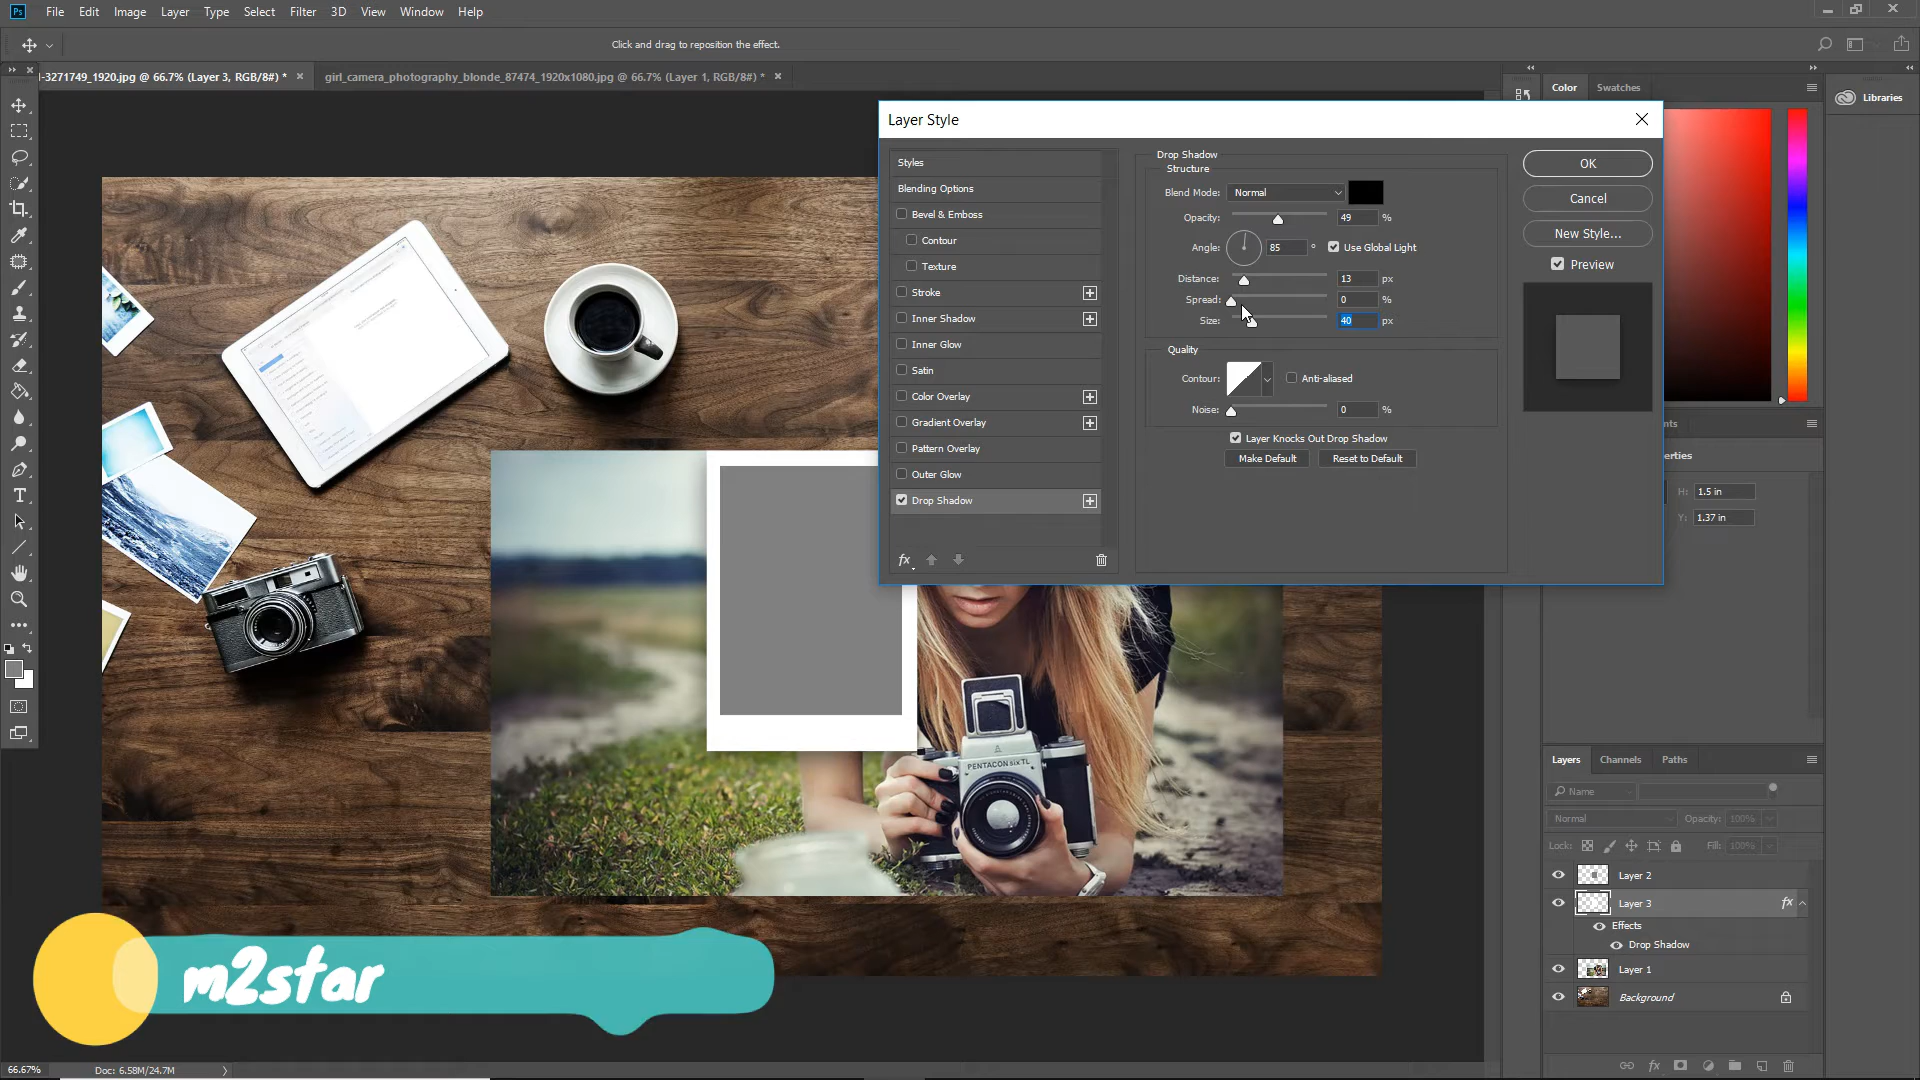 Ps File Edit Image Layer Type Select Filter 3D View Window Help
Click and drag to reposition the effect.
-3271749_1920.jpg @ 66.7% (Layer 3, RGB/8#) *
girl_camera_photography_blonde_87474_1920x1080.jpg @ 66.7% (Layer 1, RGB/8#) *
Layer Style
Styles
Blending Options
Bevel & Emboss
Contour
Texture
Stroke
Inner Shadow
Inner Glow
Satin
Color Overlay
Gradient Overlay
Pattern Overlay
Outer Glow
Drop Shadow
fx
Drop Shadow
Structure
Blend Mode: Normal
Opacity: 49 %
Angle: 85 ° Use Global Light
Distance: 13 px
Spread: 0 %
Size: 40 px
Quality
Contour: Anti-aliased
Noise: 0 %
Layer Knocks Out Drop Shadow
Make Default Reset to Default
OK
Cancel
New Style...
Preview
Color Swatches
Libraries
nts
erties
H: 1.5 in
Y: 1.37 in
Layers Channels Paths
Name
Normal Opacity: 100%
Lock: Fill: 100%
Layer 2
Layer 3 fx
Effects
Drop Shadow
Layer 1
Background
fx
PENTACON six TL
m2star
66.67% Doc: 6.58M/24.7M